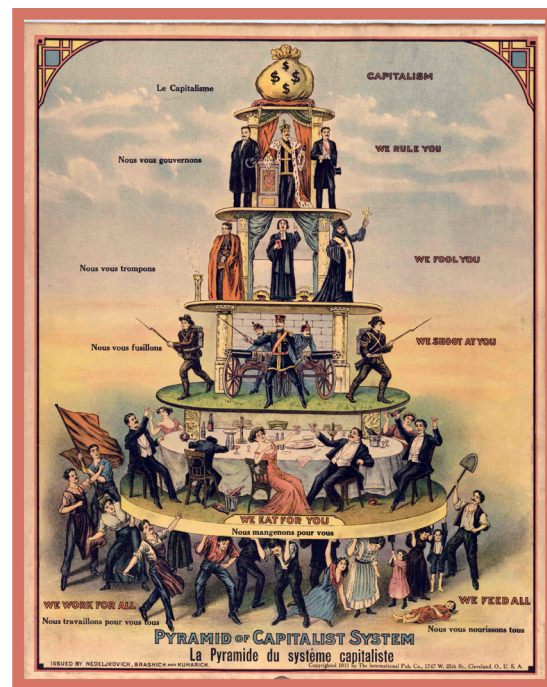 $ $ $ $
Le Capitalisme
CAPITALISM
Nous vous gouvernons
WE RULE YOU
Nous vous trompons
WE FOOL YOU
Nous vous fusillons
WE SHOOT AT YOU
WE EAT FOR YOU
Nous mangenons pour vous
WE WORK FOR ALL
WE FEED ALL
Nous travaillons pour vous tous
Nous vous nourissons tous
PYRAMID OF CAPITALIST SYSTEM
La Pyramide du système capitaliste
ISSUED BY NEDELJKOVICH, BRASHICH AND KUHARICH.
Copyrighted 1911 by The International Pub. Co., 1747 W. 25th St., Cleveland, O., U. S. A.